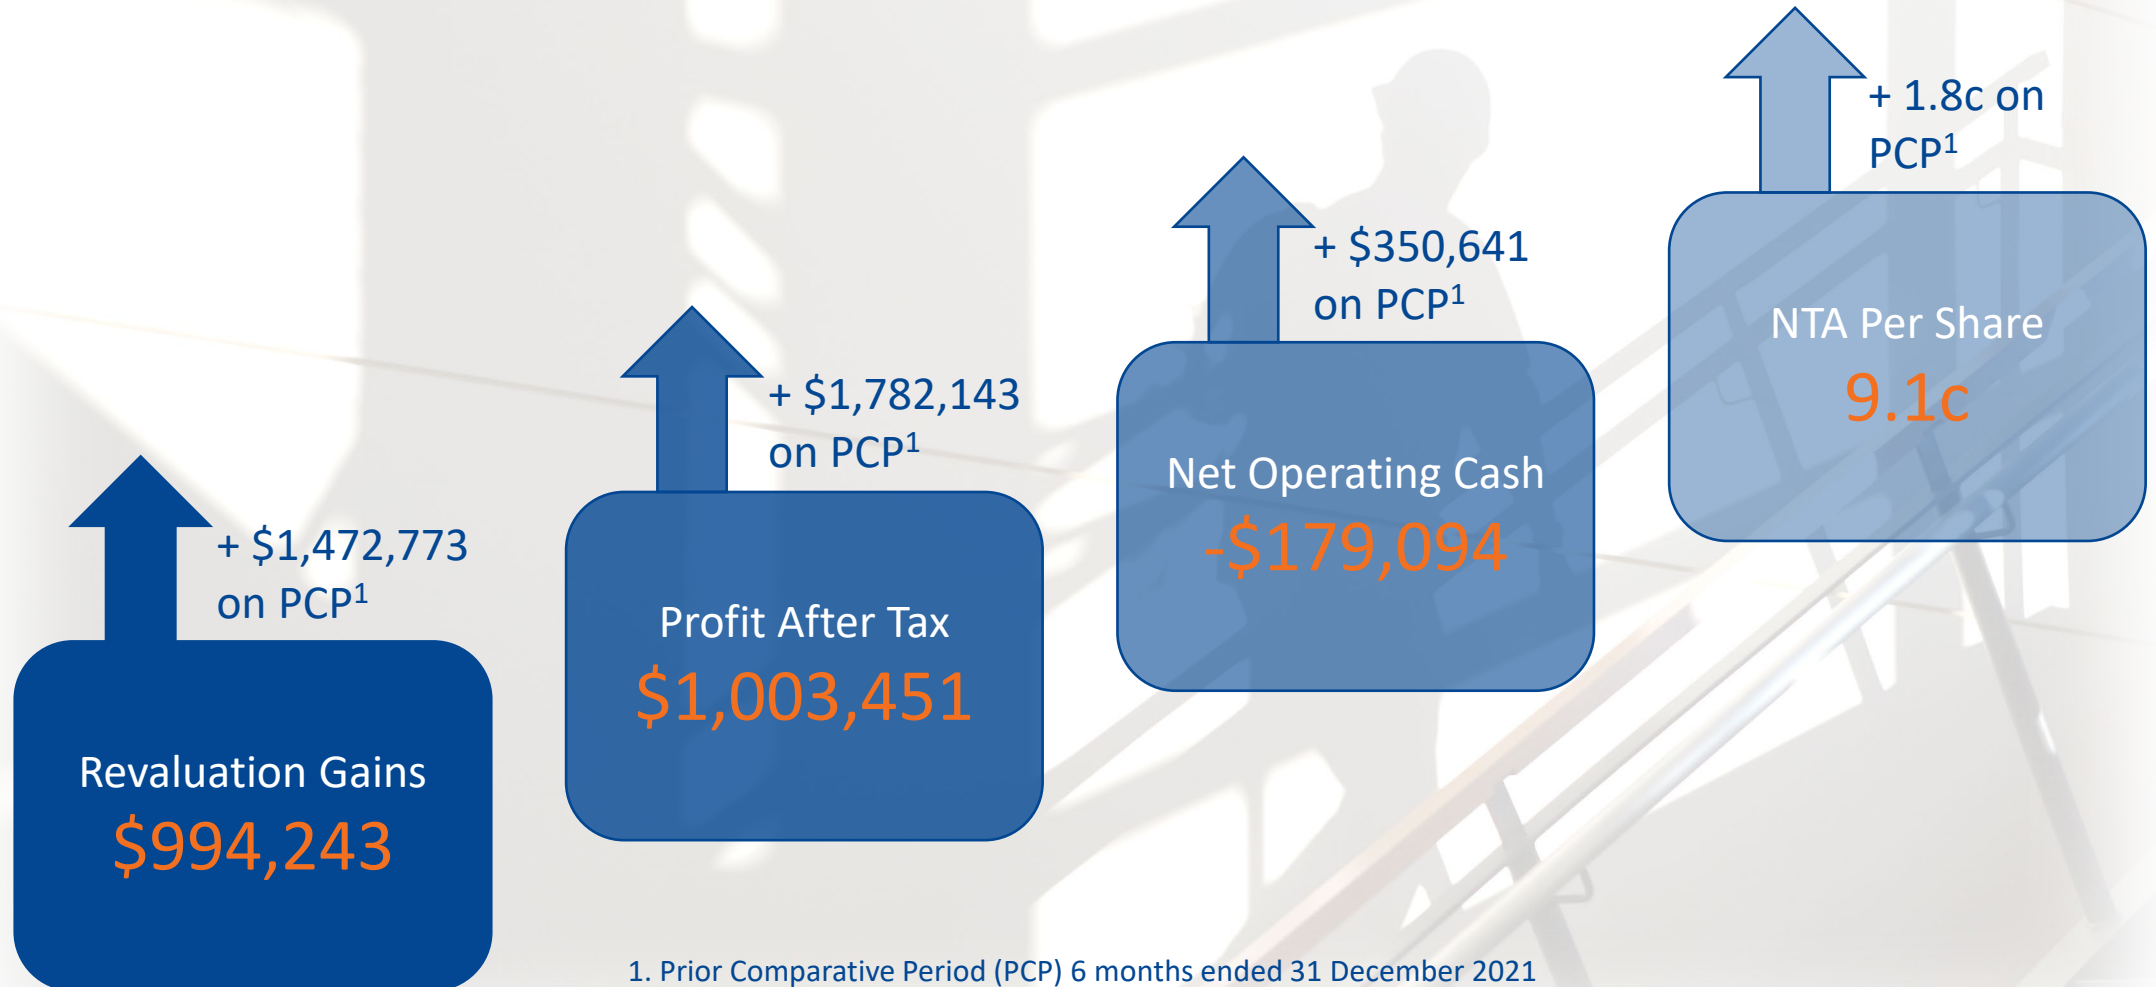 + $1,472,773
on PCP1
Revaluation Gains
$994,243
+ $1,782,143
on PCP1
Profit After Tax
$1,003,451
+ $350,641
on PCP1
Net Operating Cash
-$179,094
+ 1.8c on
PCP1
NTA Per Share
9.1c
1. Prior Comparative Period (PCP) 6 months ended 31 December 2021